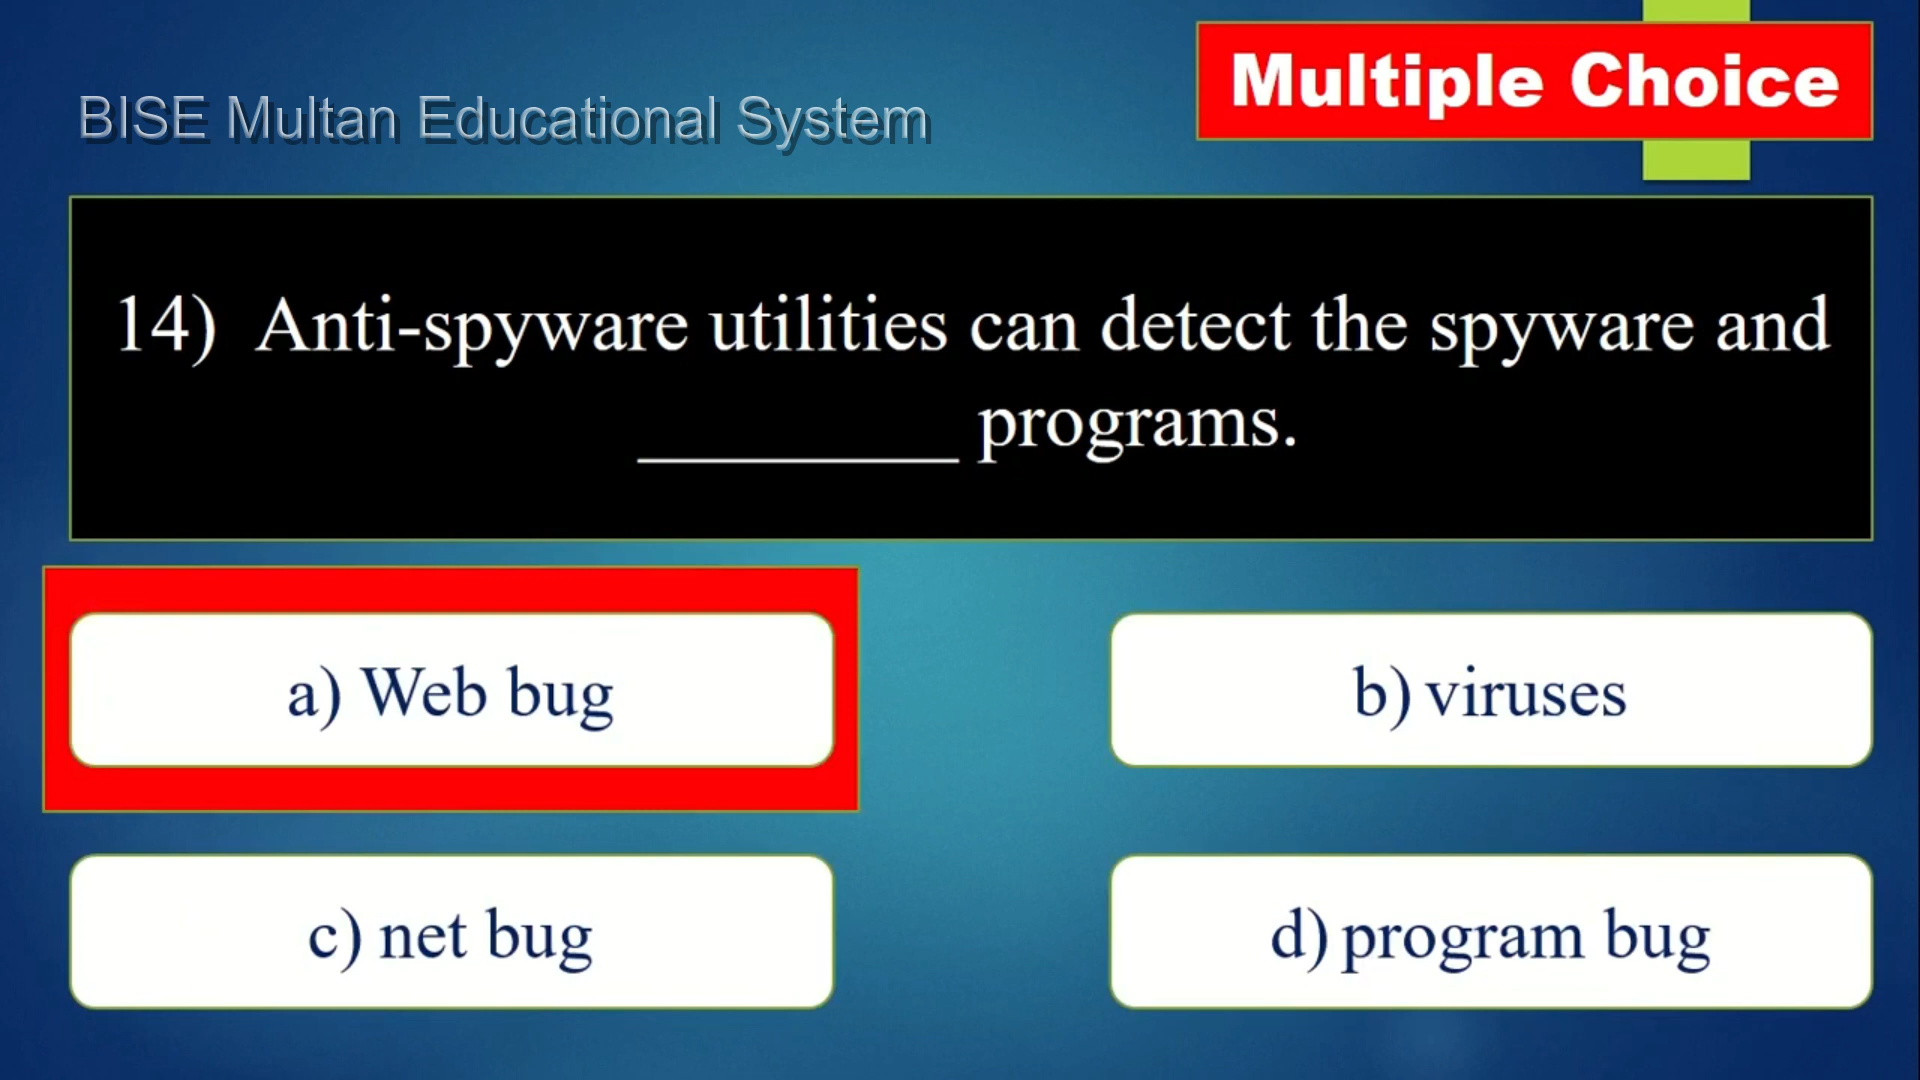 Multiple Choice
BISE Multan Educational System
14) Anti-spyware utilities can detect the spyware and
__________ programs.
a) Web bug
b) viruses
c) net bug
d) program bug